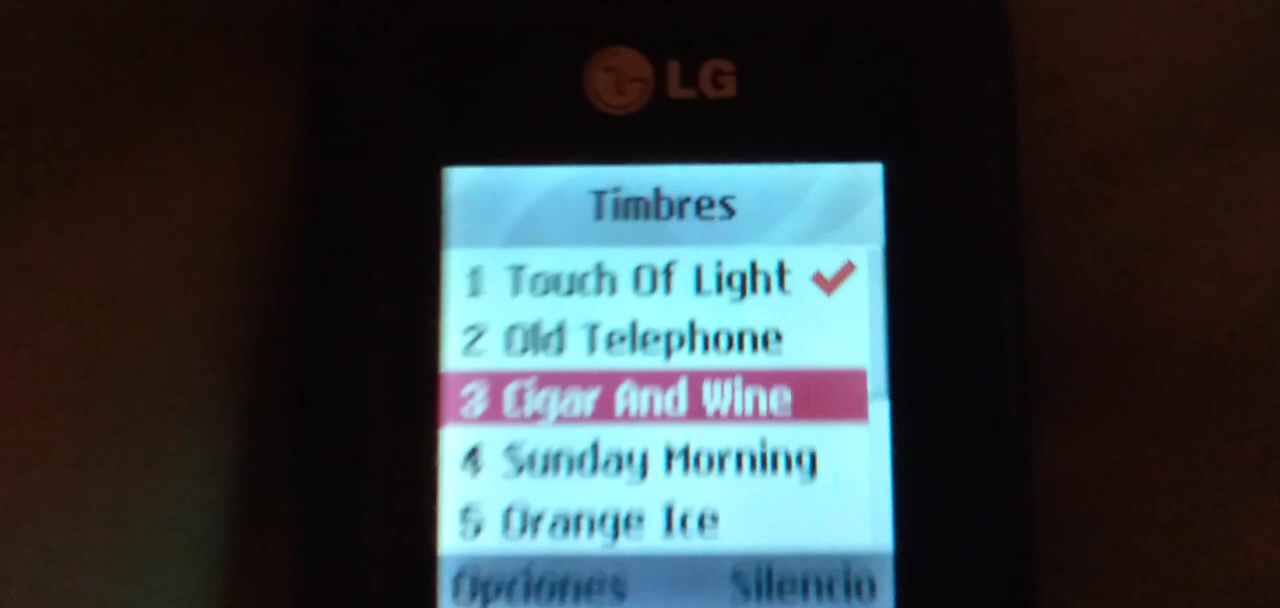 LG
Timbres
1 Touch Of Light
2 Old Telephone
3 Cigar And Wine
4 Sunday Morning
5 Orange Ice
Opciones Silencio